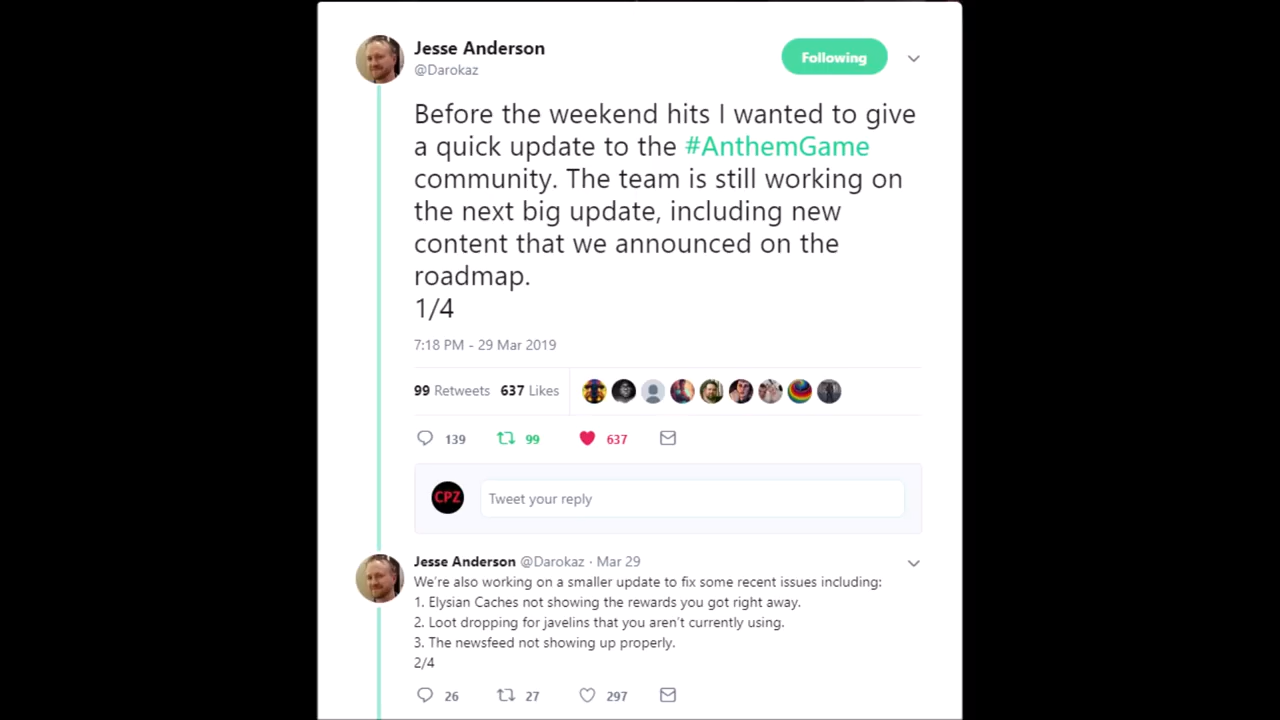 Jesse Anderson
@Darokaz
Following
Before the weekend hits I wanted to give
a quick update to the #AnthemGame
community. The team is still working on
the next big update, including new
content that we announced on the
roadmap.
1/4
7:18 PM - 29 Mar 2019
99 Retweets 637 Likes
139 99 637
CPZ Tweet your reply
Jesse Anderson @Darokaz · Mar 29
We're also working on a smaller update to fix some recent issues including:
1. Elysian Caches not showing the rewards you got right away.
2. Loot dropping for javelins that you aren't currently using.
3. The newsfeed not showing up properly.
2/4
26 27 297